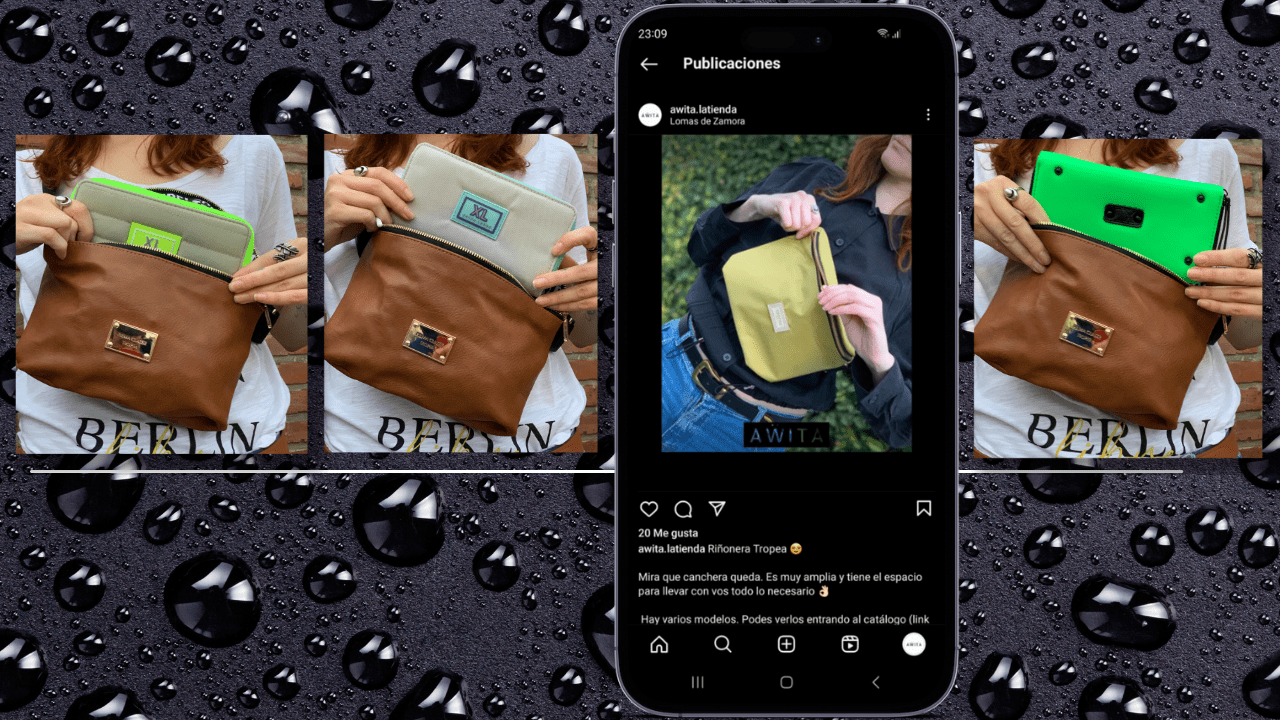 XL
BERLIN
XL
BERLIN
23:09
Publicaciones
AWITA
awita.latienda
Lomas de Zamora
AWITA
20 Me gusta
awita.latienda Riñonera Tropea 😏
Mira que canchera queda. Es muy amplia y tiene el espacio
para llevar con vos todo lo necesario 👌🏻
Hay varios modelos. Podes verlos entrando al catálogo (link
AWITA
BERLIN